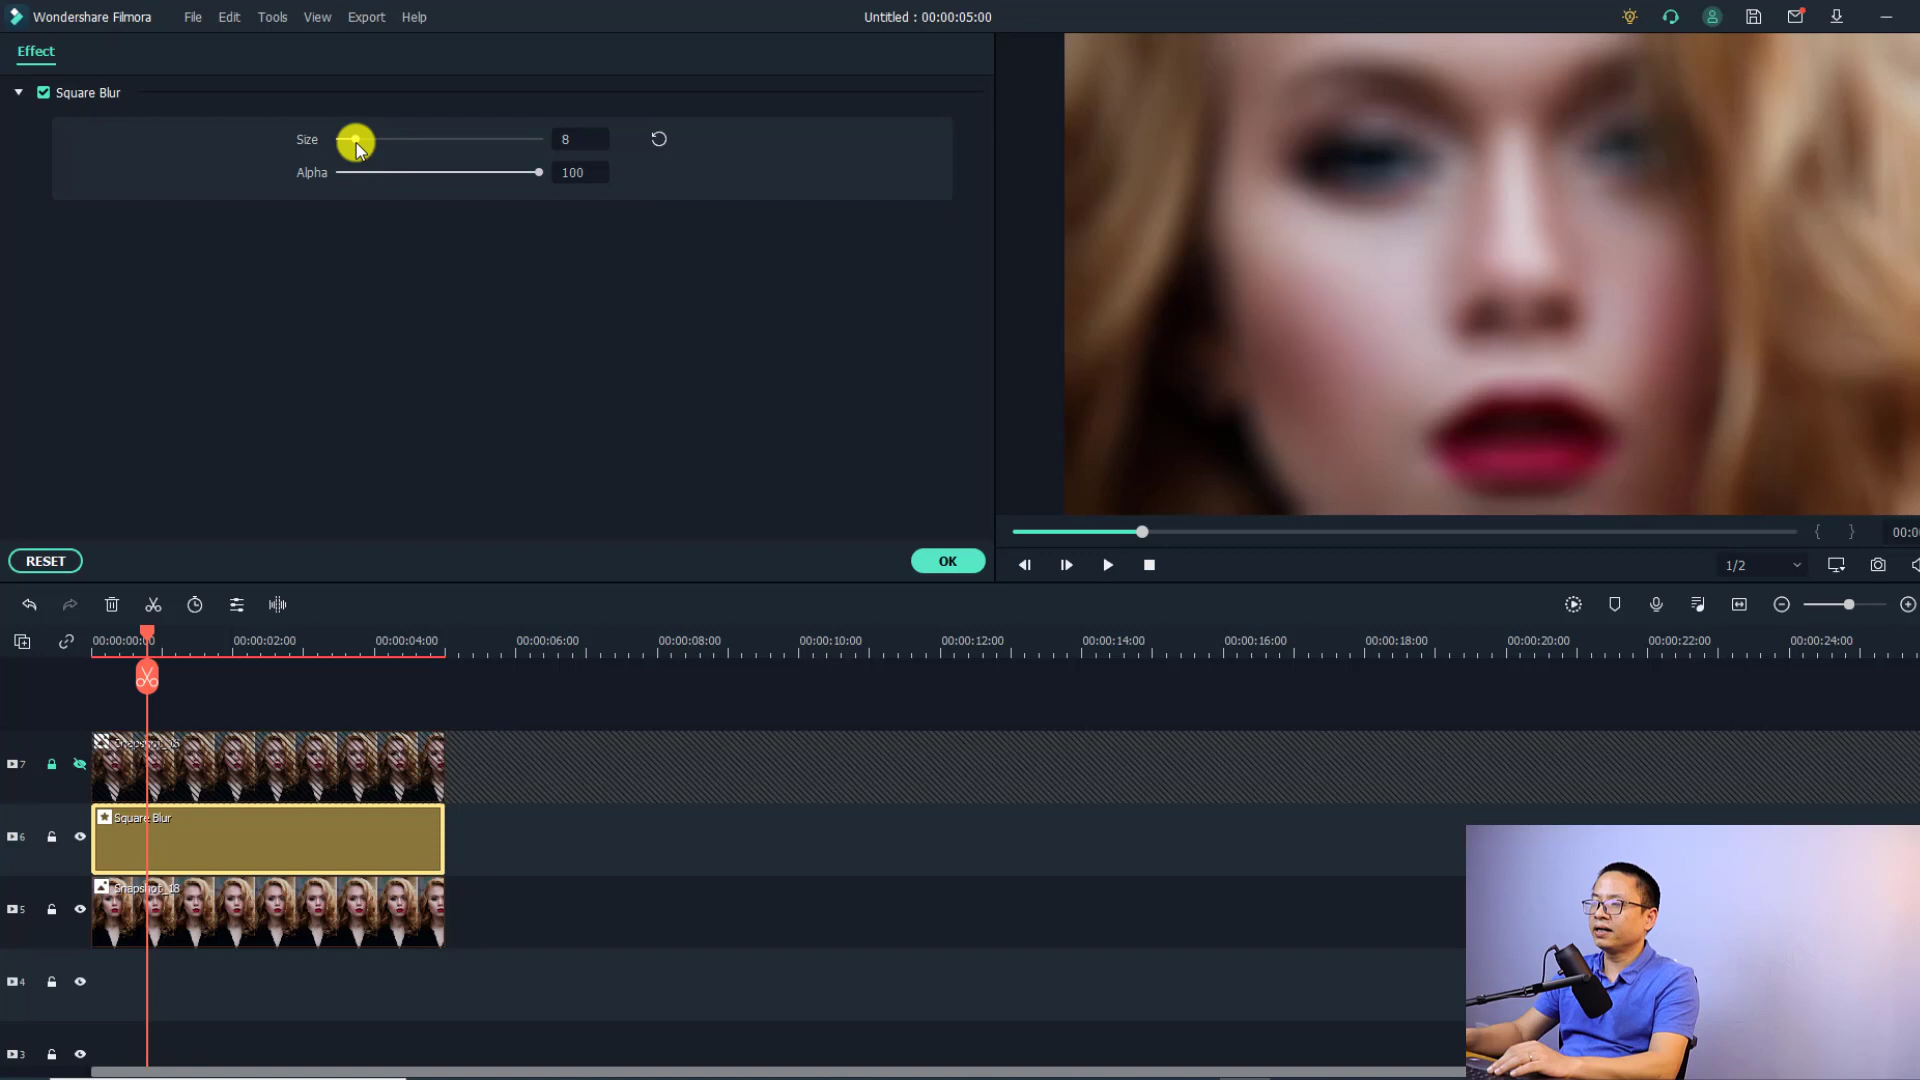 Wondershare Filmora File Edit Tools View Export Help Untitled : 00:00:05:00
Effect
Square Blur
Size 8
Alpha 100
RESET OK
1/2
00:00:00:00 00:00:02:00 00:00:04:00 00:00:06:00 00:00:08:00 00:00:10:00 00:00:12:00 00:00:14:00 00:00:16:00 00:00:18:00 00:00:20:00 00:00:22:00 00:00:24:00
7
6 Square Blur
5 Snapshot_18
4
3